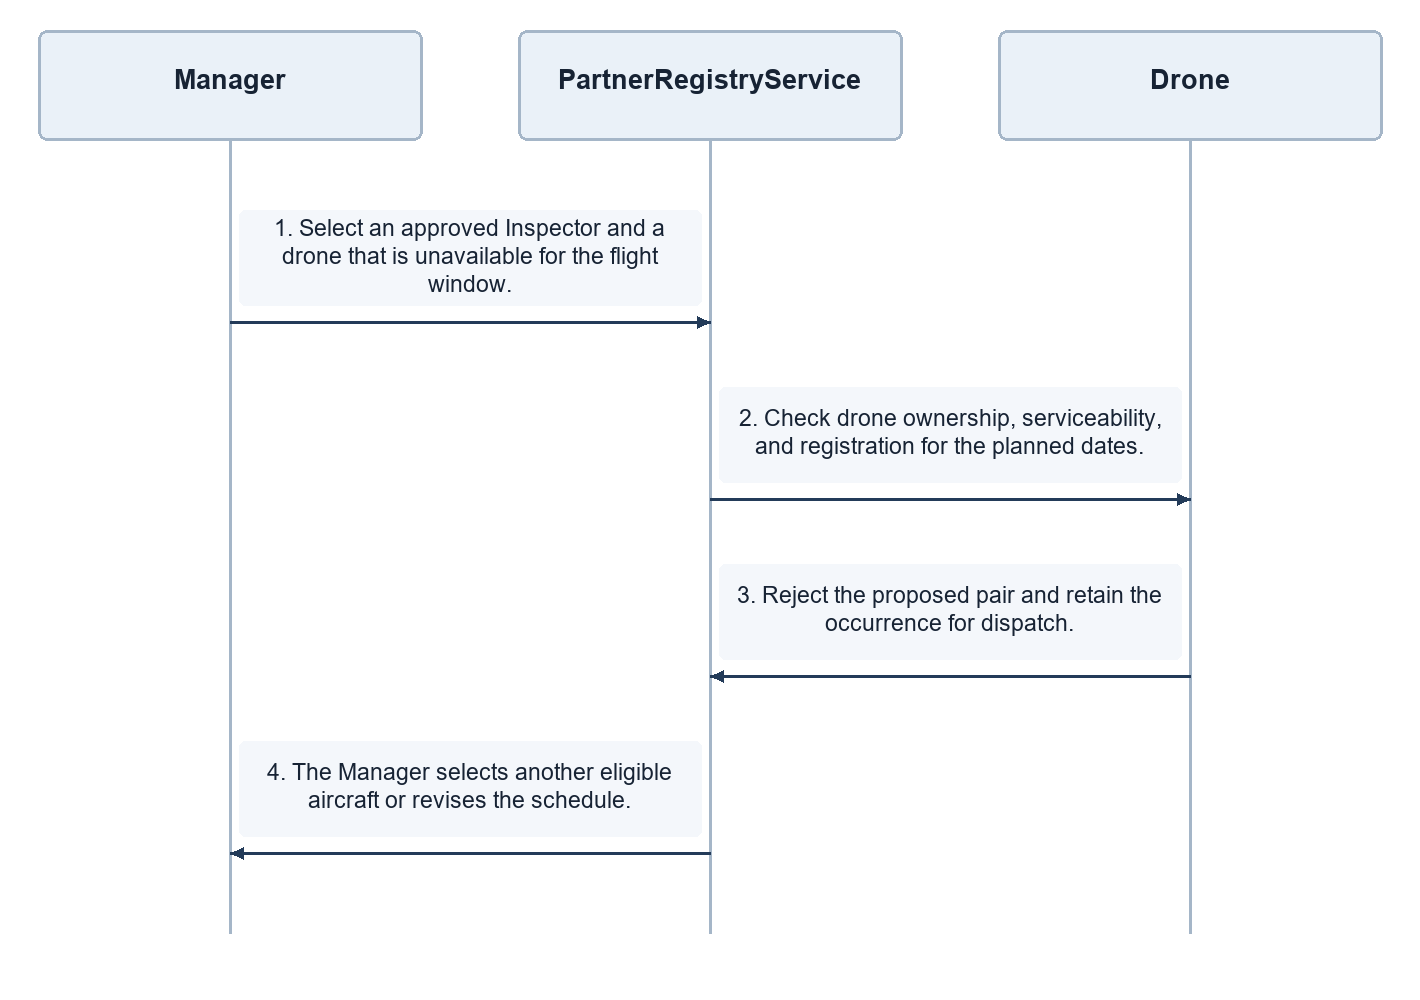 Manager
PartnerRegistryService
Drone
1. Select an approved Inspector and a
drone that is unavailable for the flight
window.
2. Check drone ownership, serviceability,
and registration for the planned dates.
3. Reject the proposed pair and retain the
occurrence for dispatch.
4. The Manager selects another eligible
aircraft or revises the schedule.